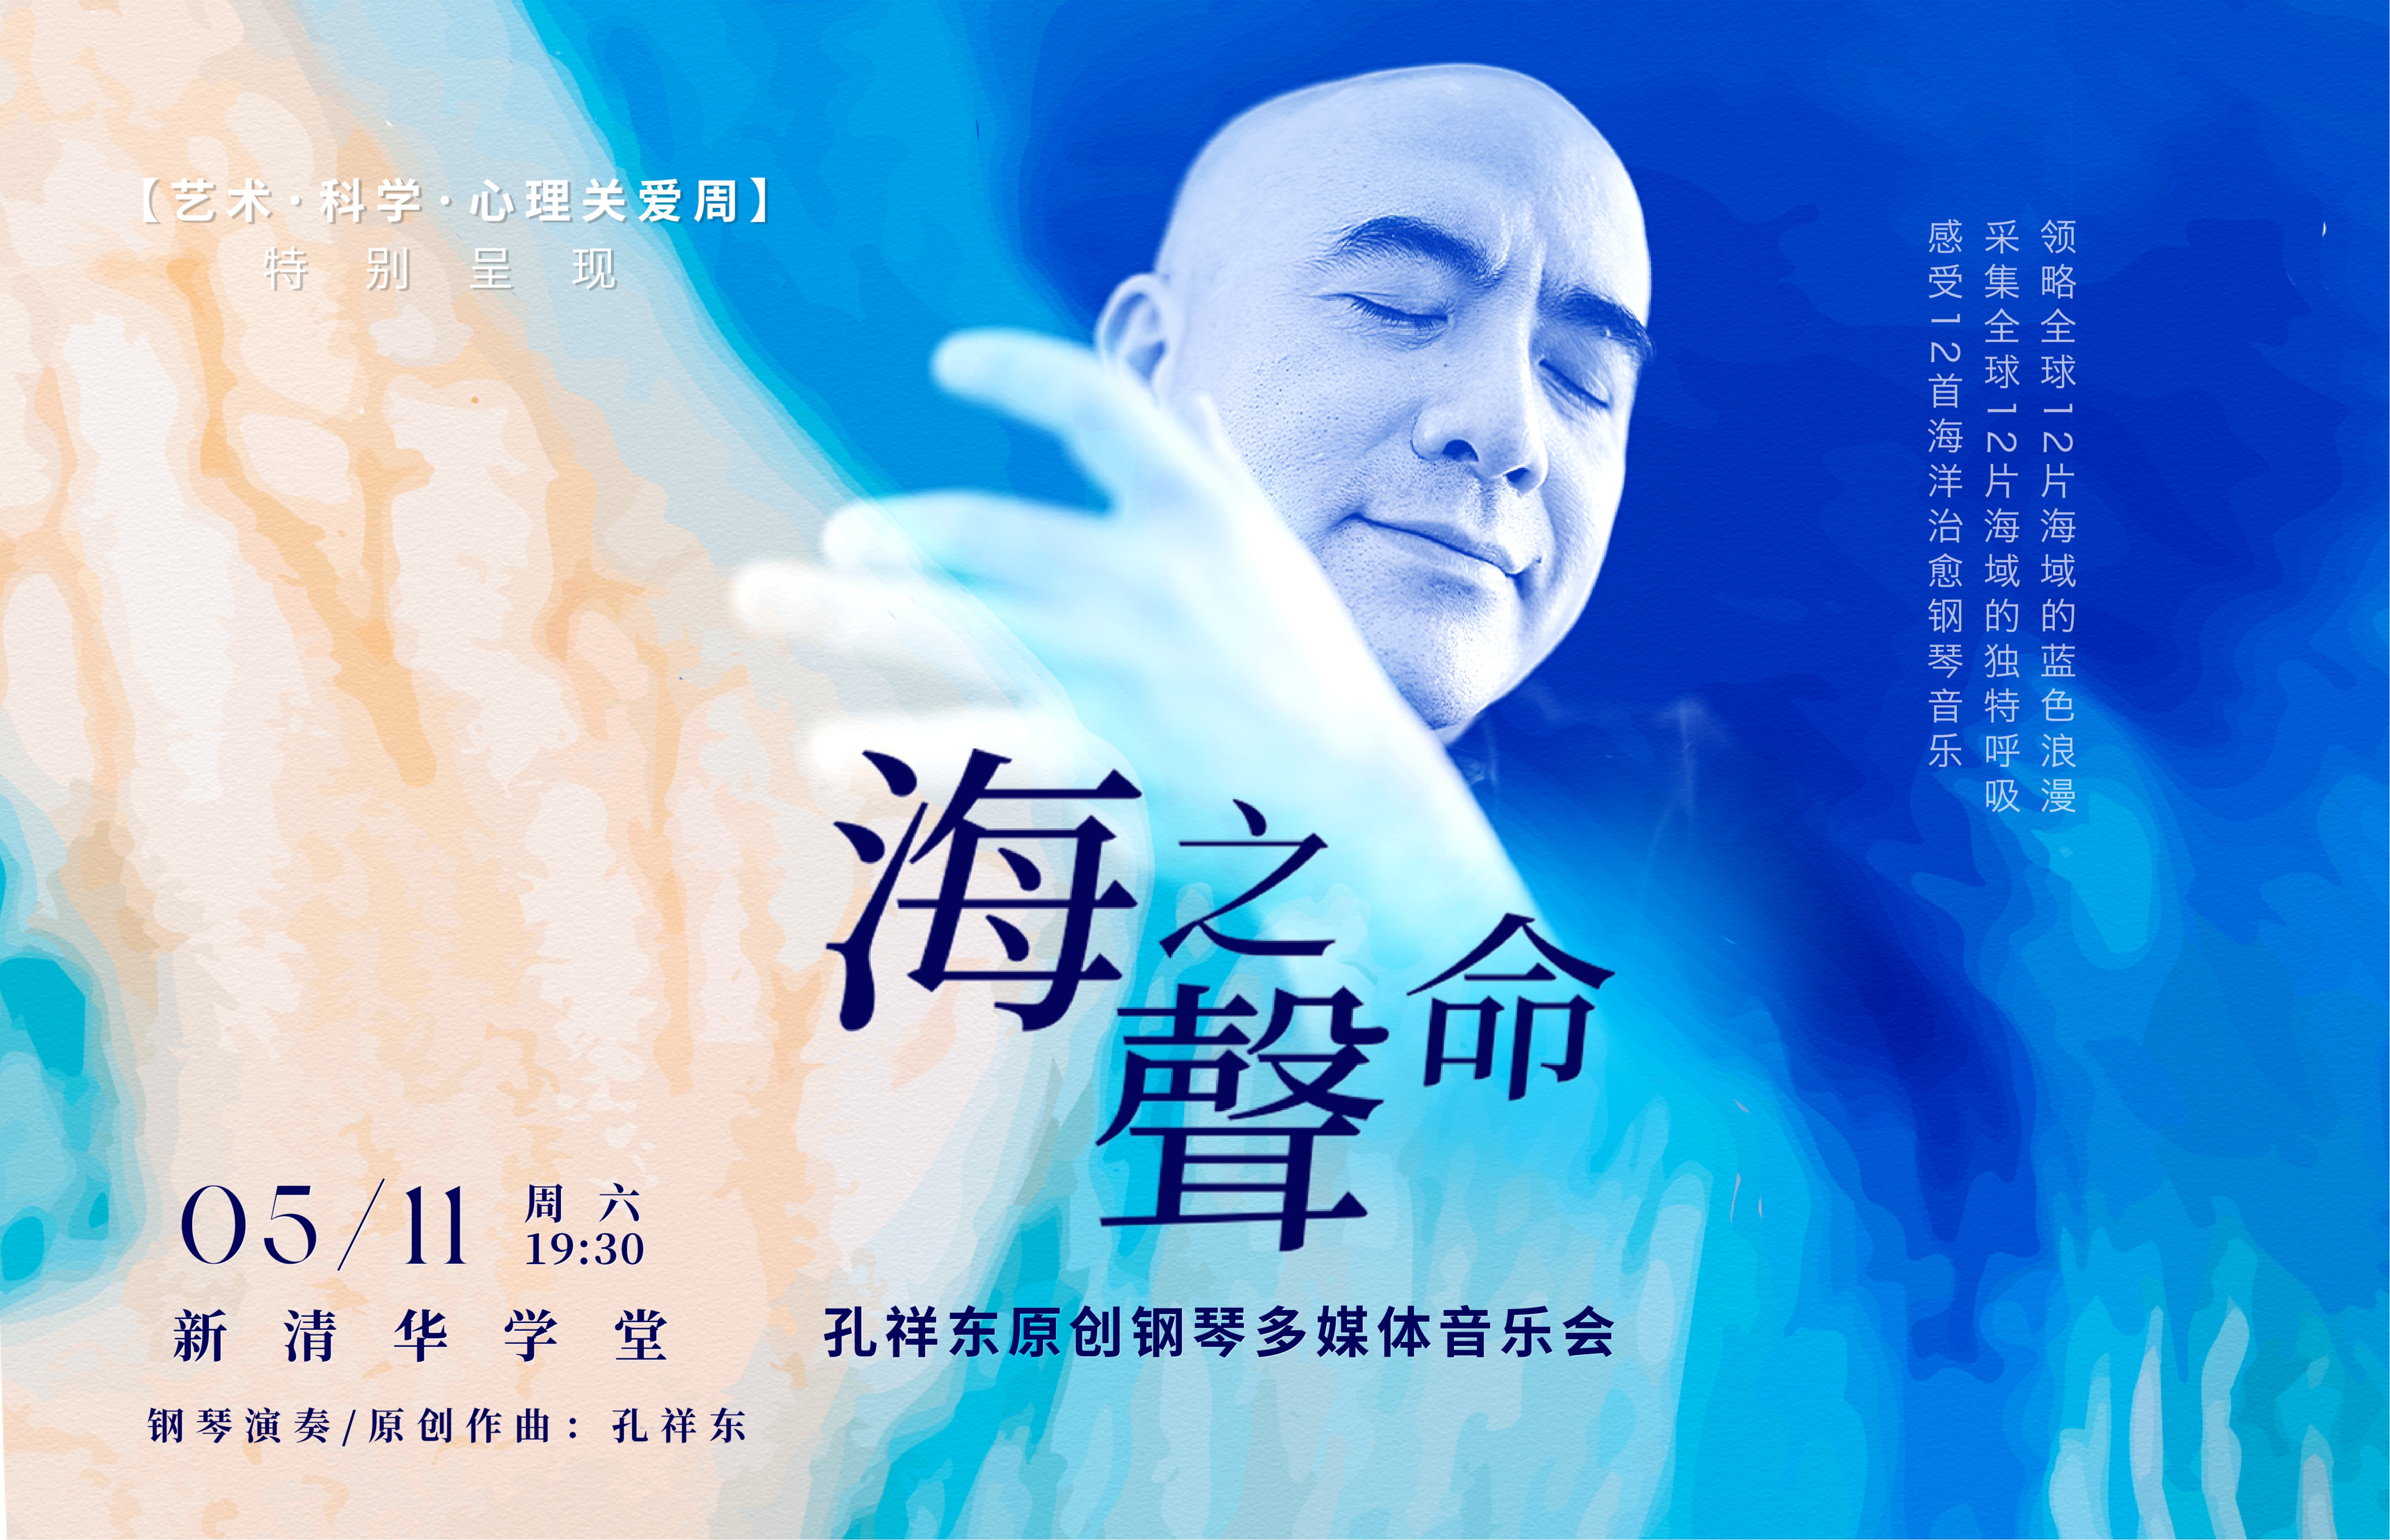 【艺术·科学·心理关爱周】
特别呈现
领略全球12片海域的蓝色浪漫
采集全球12片海域的独特呼吸
感受12首海洋治愈钢琴音乐
海之聲命
孔祥东原创钢琴多媒体音乐会
05/11 周六
19:30
新清华学堂
钢琴演奏/原创作曲：孔祥东